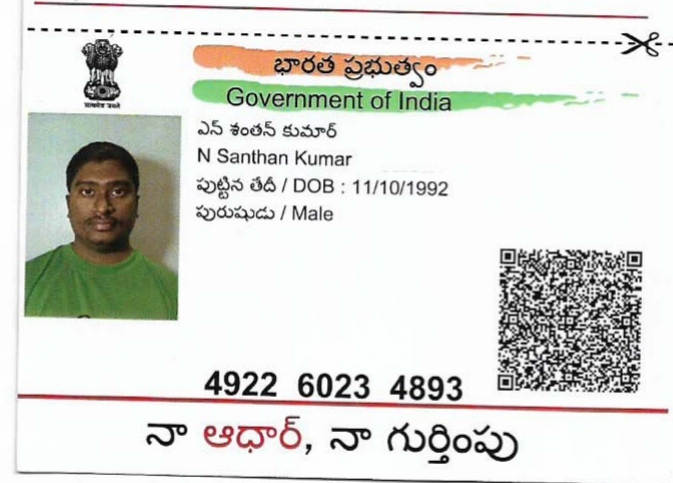 सत्यमेव जयते
భారత ప్రభుత్వం
Government of India
ఎన్ శంతన్ కుమార్
N Santhan Kumar
పుట్టిన తేదీ / DOB : 11/10/1992
పురుషుడు / Male
4922 6023 4893
నా ఆధార్, నా గుర్తింపు